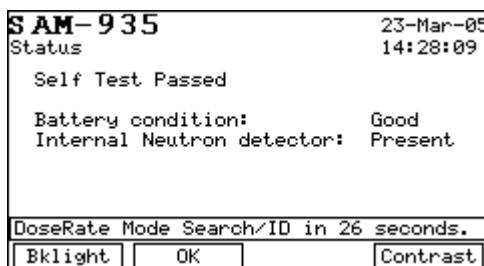 SAM-935 23-Mar-05
Status 14:28:09
Self Test Passed
Battery condition: Good
Internal Neutron detector: Present
DoseRate Mode Search/ID in 26 seconds.
Bklight OK Contrast